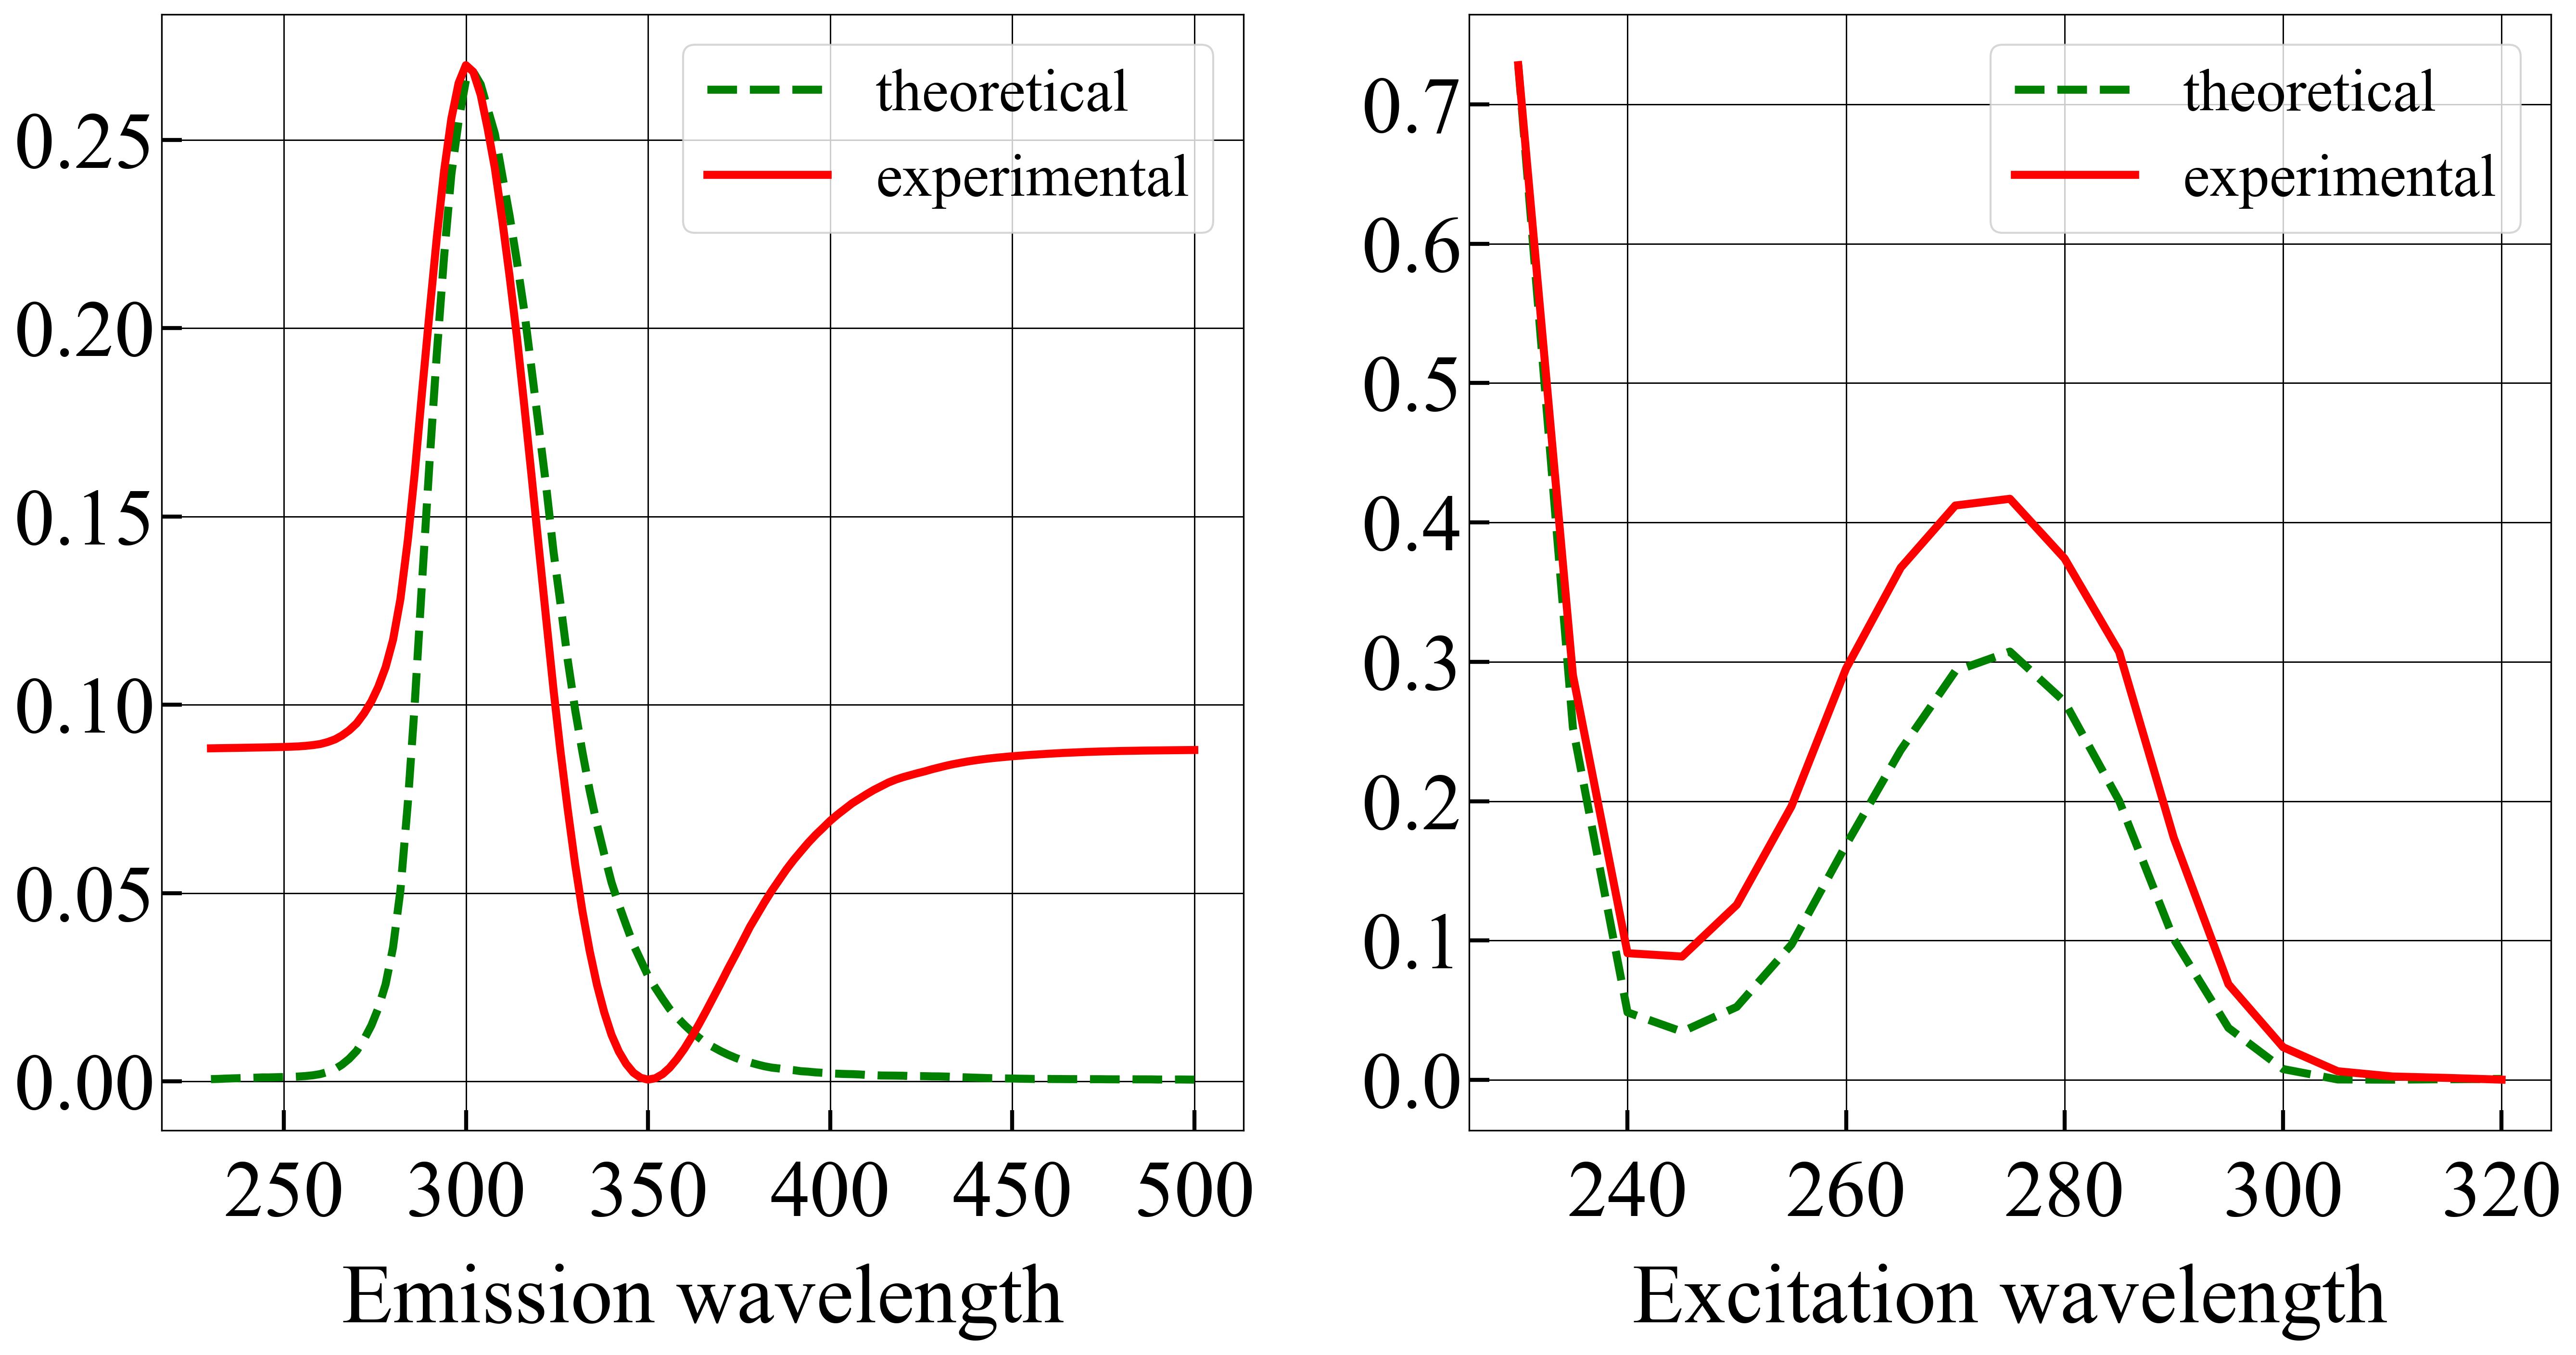 0.25
0.20
0.15
0.10
0.05
0.00
250 300 350 400 450 500
Emission wavelength
theoretical
experimental
0.7
0.6
0.5
0.4
0.3
0.2
0.1
0.0
240 260 280 300 320
Excitation wavelength
theoretical
experimental